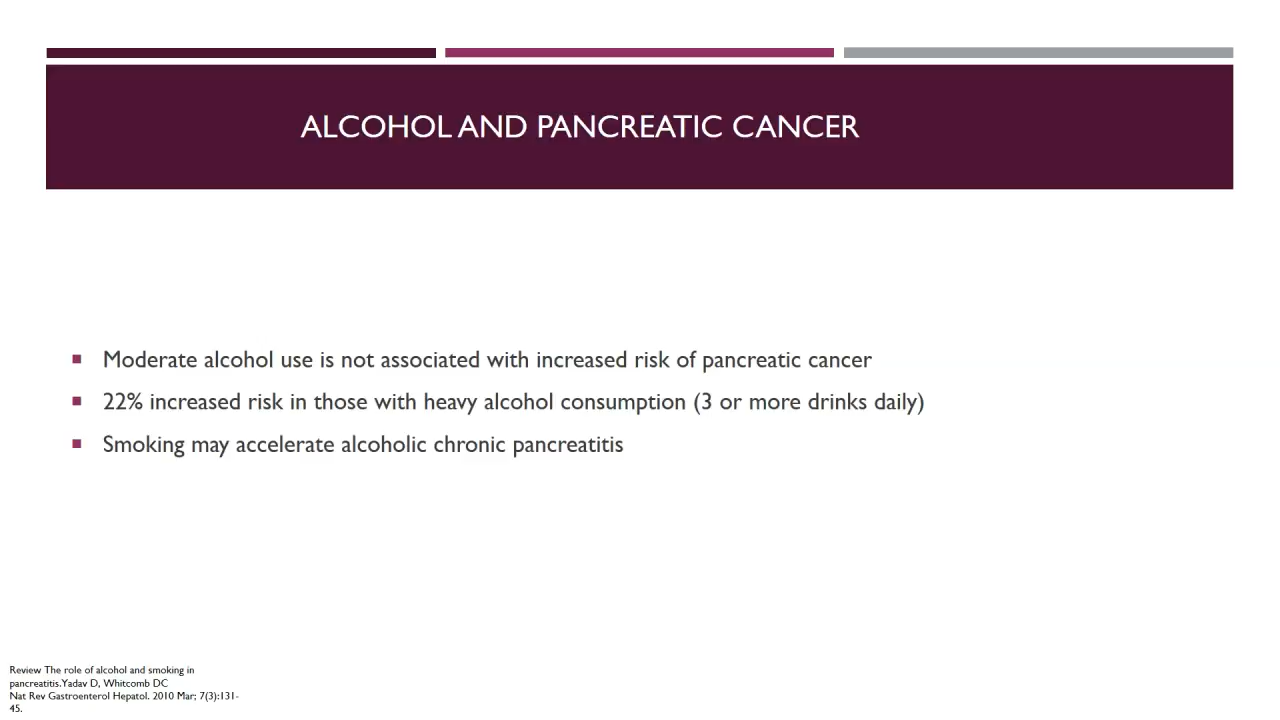 ALCOHOL AND PANCREATIC CANCER
Moderate alcohol use is not associated with increased risk of pancreatic cancer
22% increased risk in those with heavy alcohol consumption (3 or more drinks daily)
Smoking may accelerate alcoholic chronic pancreatitis
Review The role of alcohol and smoking in
pancreatitis.Yadav D, Whitcomb DC
Nat Rev Gastroenterol Hepatol. 2010 Mar; 7(3):131-
45.